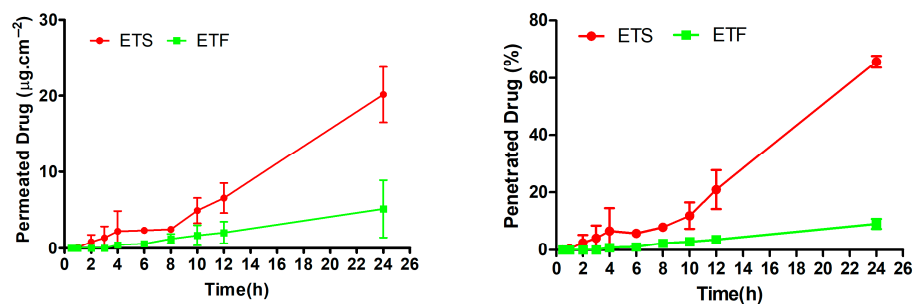 ETS ETF
Permeated Drug (μg.cm⁻²)
30
20
10
0
0 2 4 6 8 10 12 14 16 18 20 22 24 26
Time(h)
ETS ETF
Penetrated Drug (%)
80
60
40
20
0
0 2 4 6 8 10 12 14 16 18 20 22 24 26
Time(h)